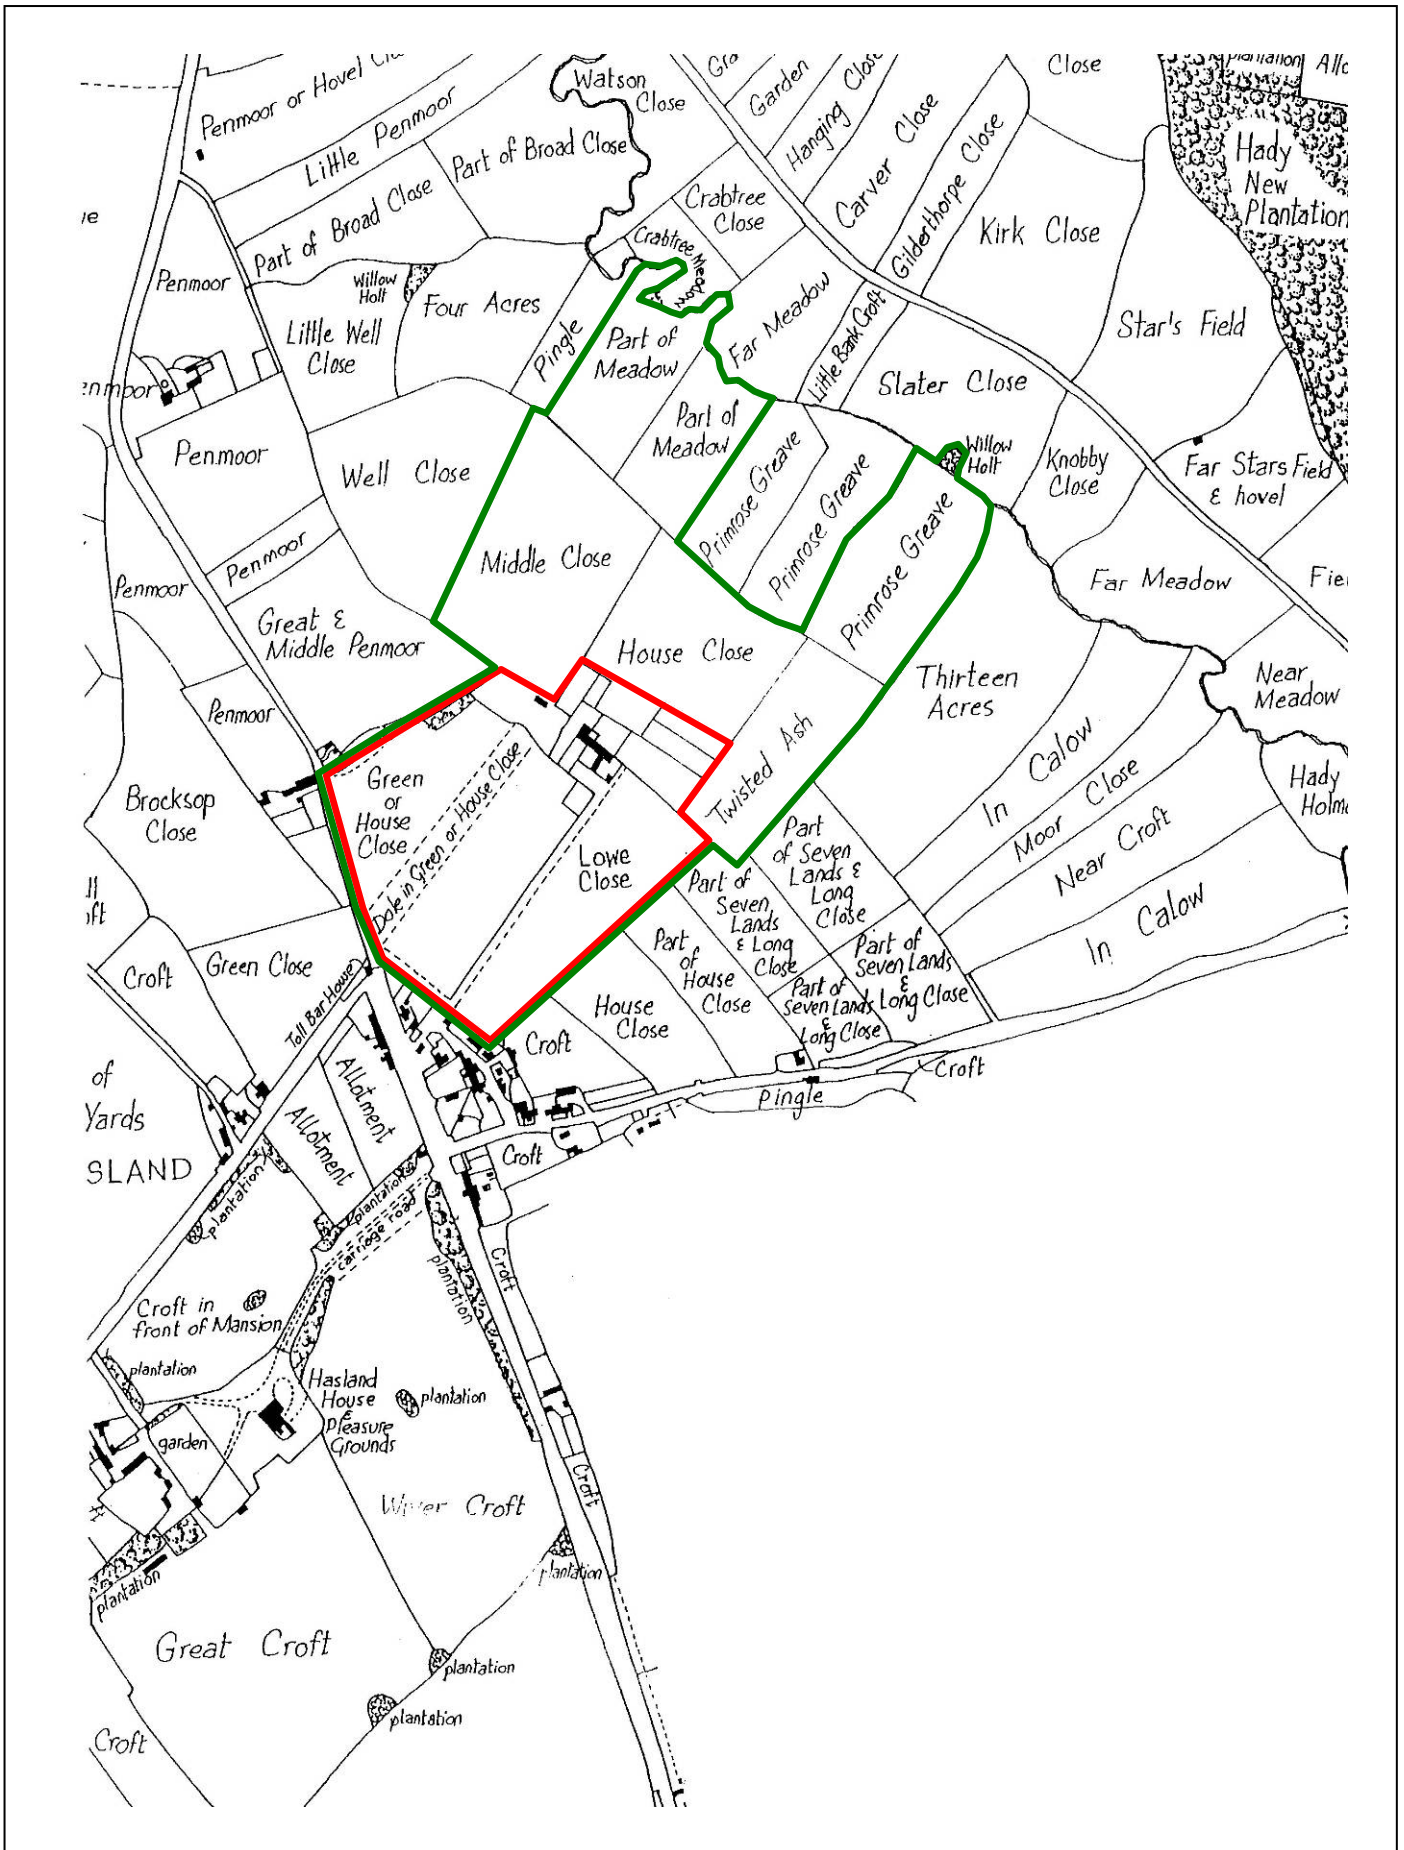 Penmoor or Hovel
Little Penmoor
Part of Broad Close
Part of Broad Close
Watson
Close
Garden
Hanging Close
Carver Close
Gilderthorpe Close
Close
plantation
Hady
New
Plantation
Kirk Close
Star's Field
Crabtree
Close
Crabtree Meadow
Penmoor
Willow
Holt
Four Acres
Little Well
Close
Pingle
Part of
Meadow
Far Meadow
Little Bank Croft
Slater Close
Part of
Meadow
Willow
Holt
Knobby
Close
Far Stars Field
& hovel
Penmoor
Well Close
Primrose Greave
Primrose Greave
Primrose Greave
Far Meadow
Penmoor
Penmoor
Middle Close
Great &
Middle Penmoor
House Close
Thirteen
Acres
Near
Meadow
Penmoor
Twisted Ash
In Calow
Moor Close
Near Croft
In Calow
Hady
Brocksop
Close
Green
or
House
Close
Dole in Green or House Close
Lowe
Close
Part
of Seven
Lands &
Long
Close
Part of
Seven
Lands
& Long
Close
Part
of
House
Close
Part of
Seven Lands
&
Long Close
Part of
Seven Lands
&
Long Close
Croft
Green Close
Toll Bar House
House
Close
Croft
Allotment
Allotment
Croft
Pingle
of
Yards
SLAND
Croft
plantation
plantation
carriage road
plantation
Croft
Croft in
front of Mansion
plantation
Hasland
House
&
Pleasure
Grounds
plantation
garden
Croft
Croft
plantation
plantation
Great Croft
plantation
plantation
Croft